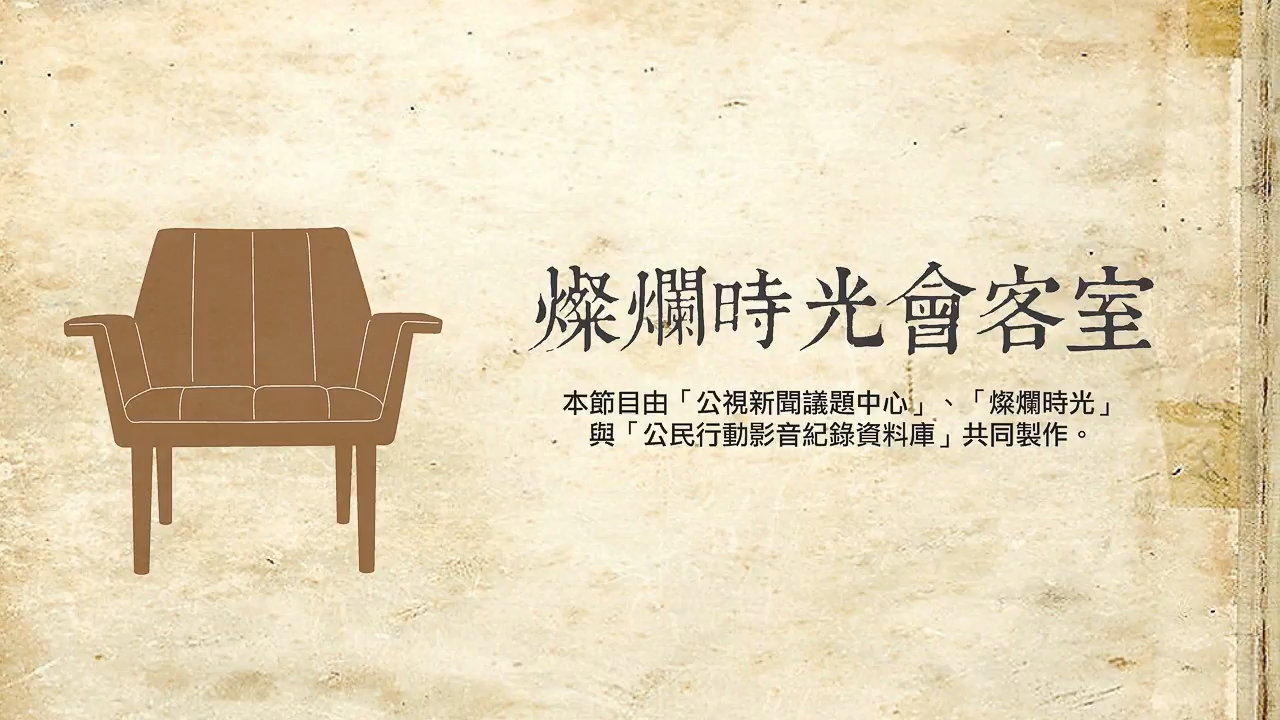 燦爛時光會客室
本節目由「公視新聞議題中心」、「燦爛時光」
與「公民行動影音紀錄資料庫」共同製作。